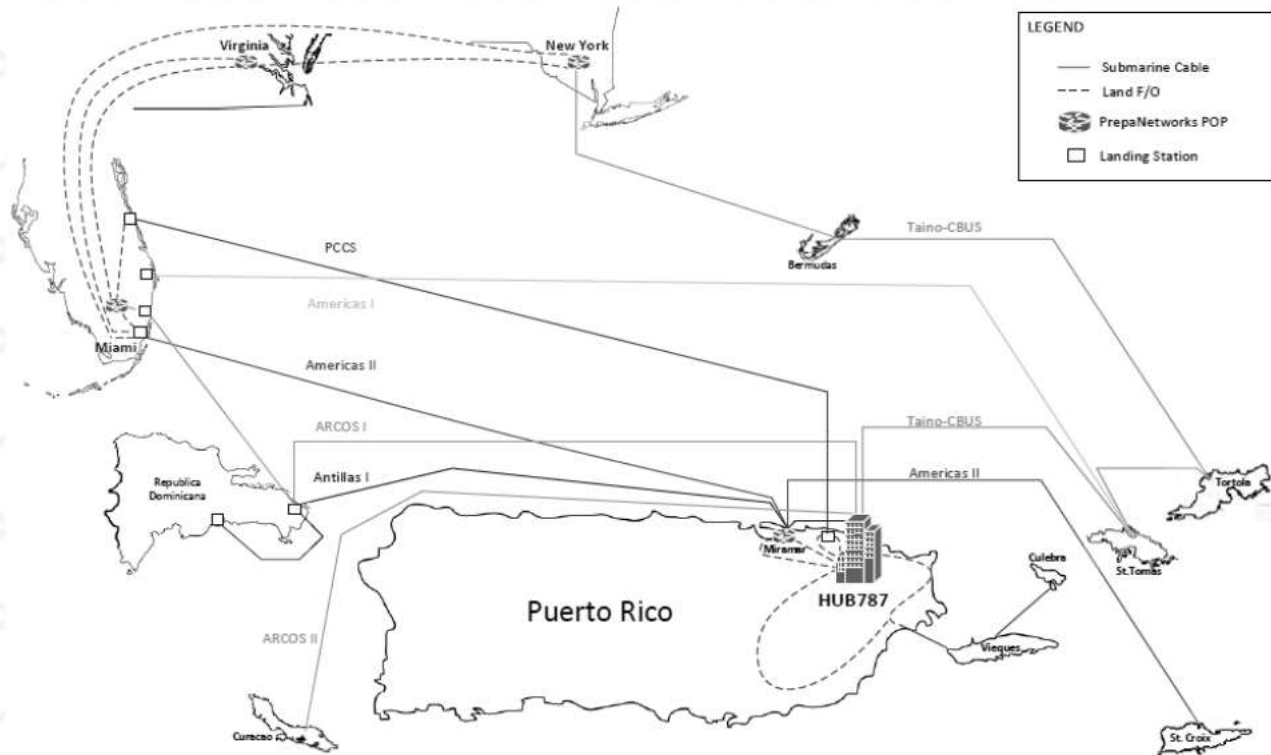 Virginia
New York
LEGEND
Submarine Cable
Land F/O
PrepaNetworks POP
Landing Station
PCCS
Taino-CBUS
Bermudas
Americas I
Miami
Americas II
ARCOS I
Taino-CBUS
Antillas I
Americas II
Republica
Dominicana
Tortola
Miramar
Culebra
St.Tomas
HUB787
Puerto Rico
ARCOS II
Vieques
Curacao
St. Croix